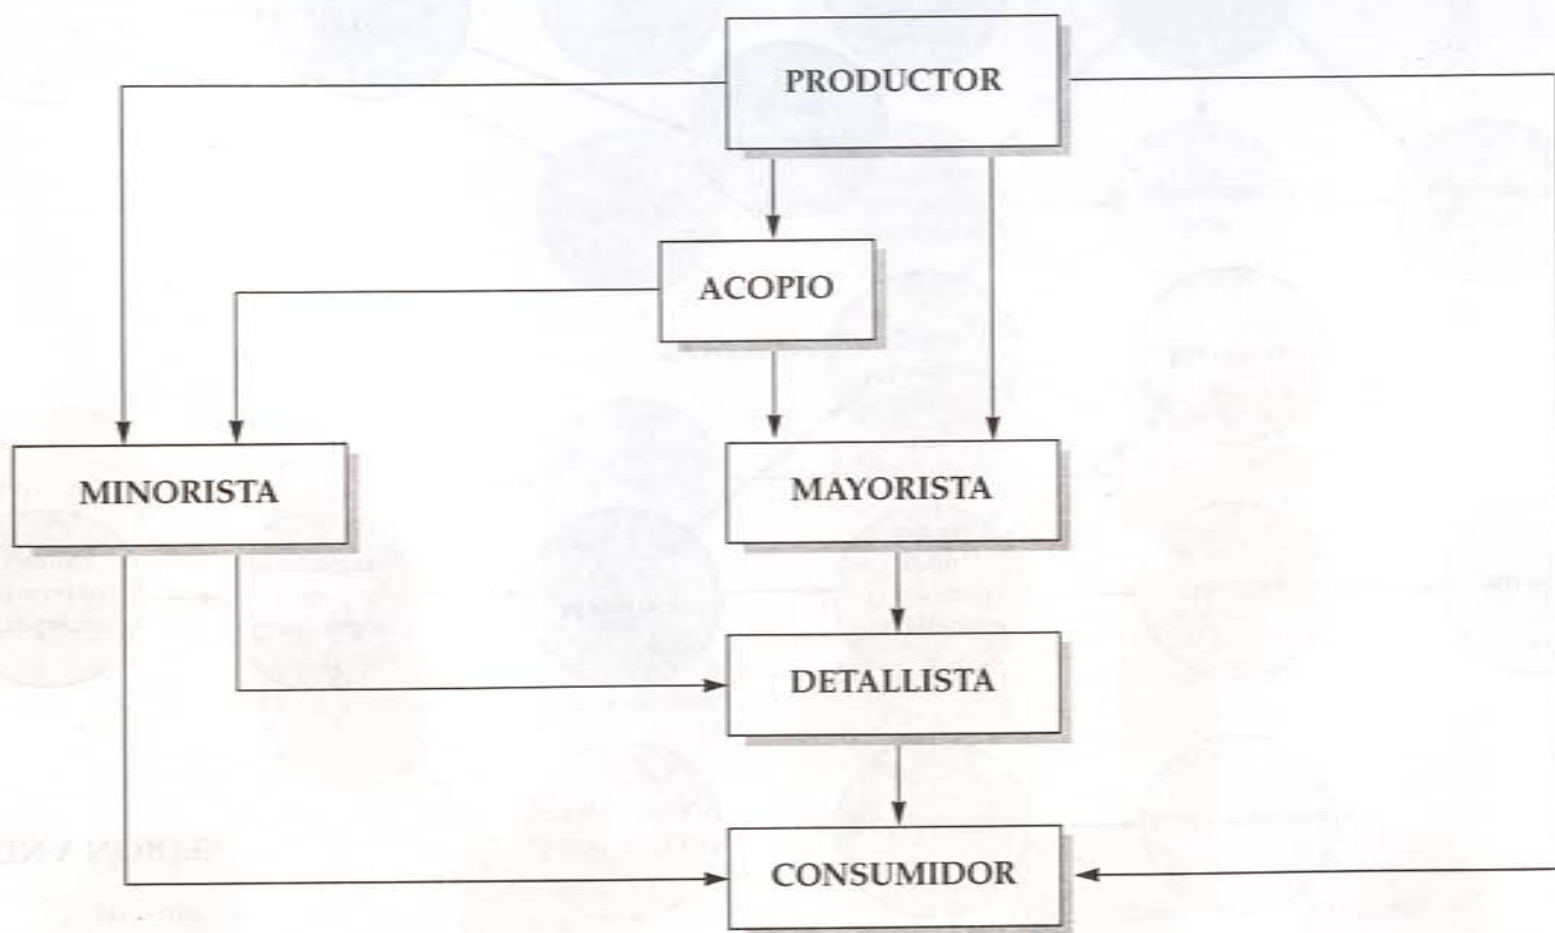 PRODUCTOR
ACOPIO
MINORISTA
MAYORISTA
DETALLISTA
CONSUMIDOR